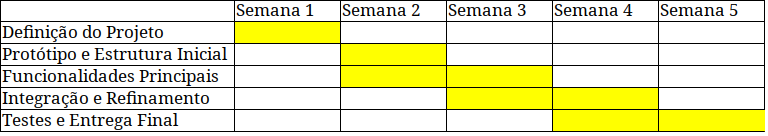 Semana 1 Semana 2 Semana 3 Semana 4 Semana 5
Definição do Projeto
Protótipo e Estrutura Inicial
Funcionalidades Principais
Integração e Refinamento
Testes e Entrega Final